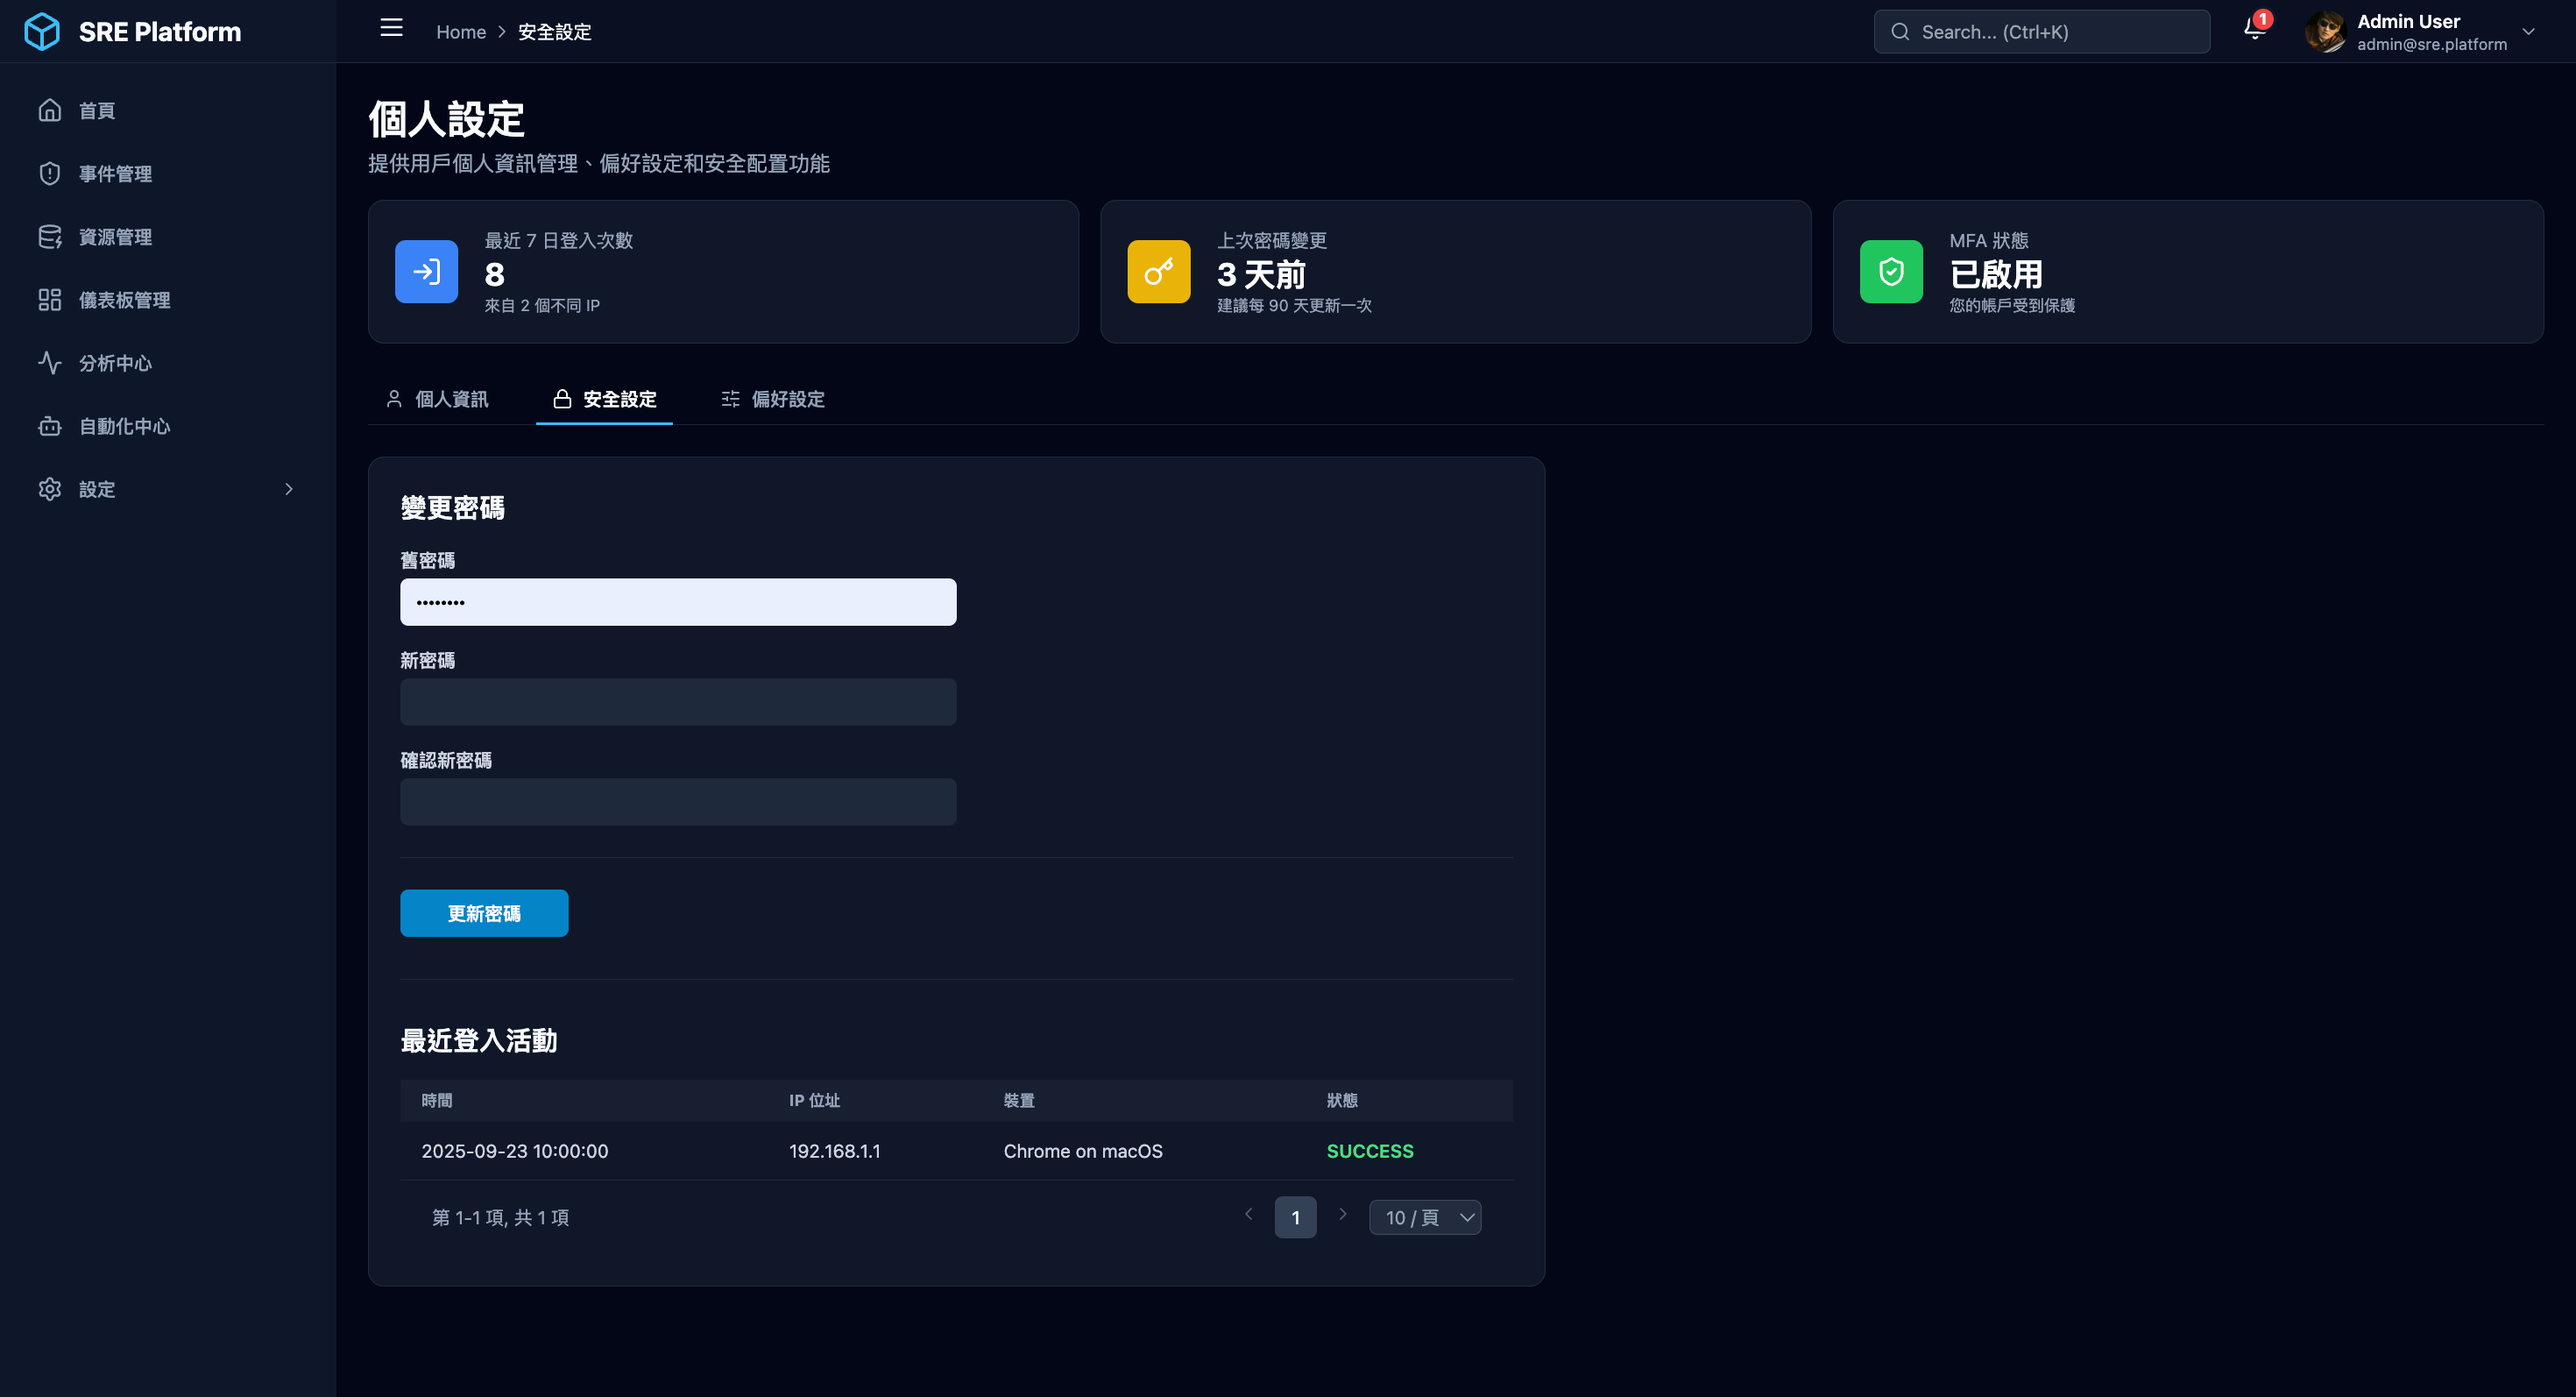 SRE Platform
Home > 安全設定
Search... (Ctrl+K)
1
Admin User
admin@sre.platform
首頁
事件管理
資源管理
儀表板管理
分析中心
自動化中心
設定
個人設定
提供用戶個人資訊管理、偏好設定和安全配置功能
最近 7 日登入次數
8
來自 2 個不同 IP
上次密碼變更
3 天前
建議每 90 天更新一次
MFA 狀態
已啟用
您的帳戶受到保護
個人資訊
安全設定
偏好設定
變更密碼
舊密碼
••••••••
新密碼
確認新密碼
更新密碼
最近登入活動
時間 IP 位址 裝置 狀態
2025-09-23 10:00:00 192.168.1.1 Chrome on macOS SUCCESS
第 1-1 項, 共 1 項
1
10 / 頁